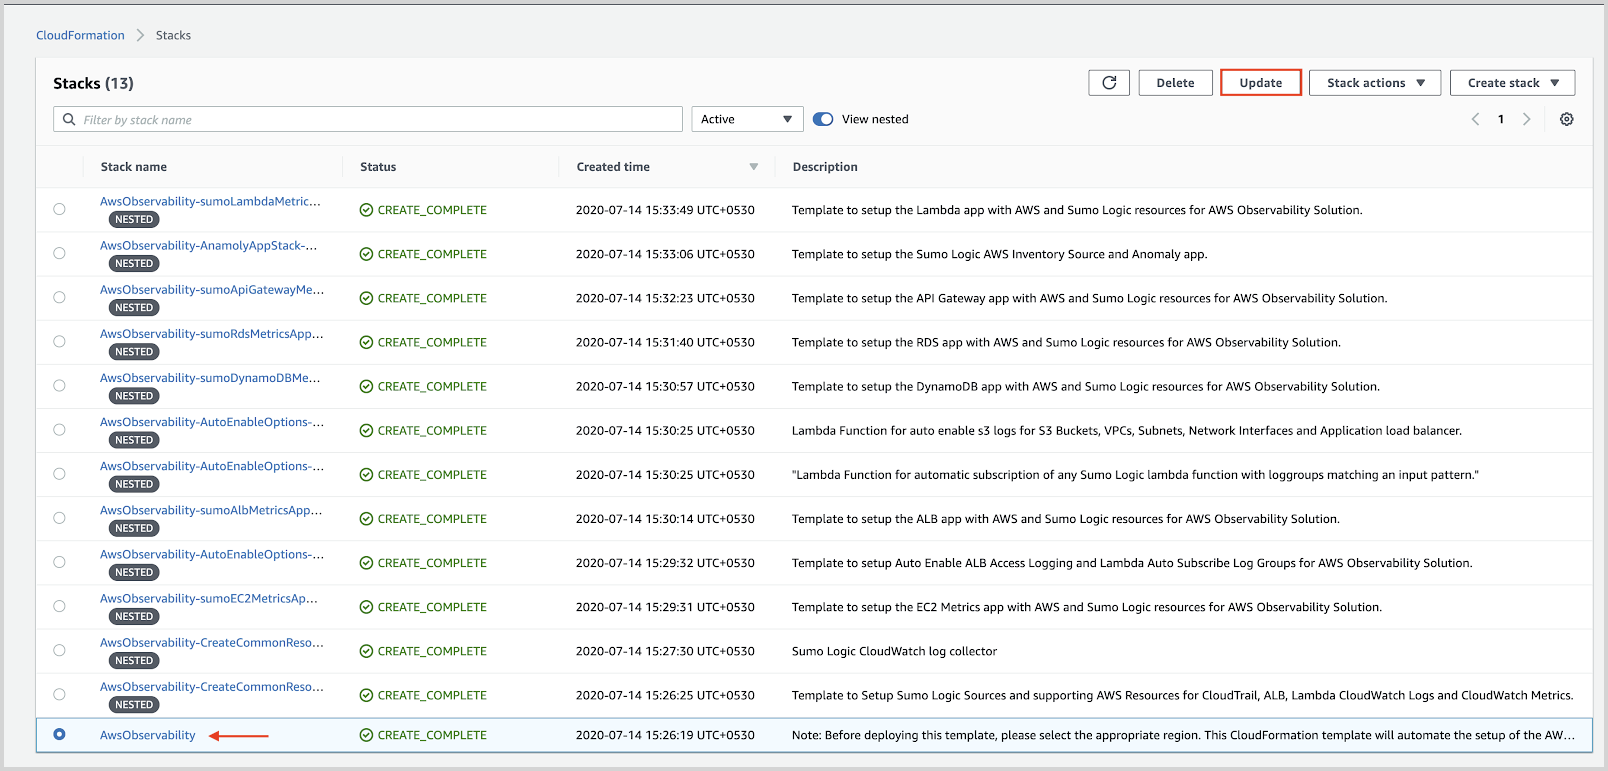 CloudFormation > Stacks
Stacks (13)
Delete
Update
Stack actions
Create stack
Filter by stack name
Active
View nested
1
Stack name Status Created time Description
AwsObservability-sumoLambdaMetric...
NESTED
CREATE_COMPLETE 2020-07-14 15:33:49 UTC+0530 Template to setup the Lambda app with AWS and Sumo Logic resources for AWS Observability Solution.
AwsObservability-AnamolyAppStack-...
NESTED
CREATE_COMPLETE 2020-07-14 15:33:06 UTC+0530 Template to setup the Sumo Logic AWS Inventory Source and Anomaly app.
AwsObservability-sumoApiGatewayMe...
NESTED
CREATE_COMPLETE 2020-07-14 15:32:23 UTC+0530 Template to setup the API Gateway app with AWS and Sumo Logic resources for AWS Observability Solution.
AwsObservability-sumoRdsMetricsApp...
NESTED
CREATE_COMPLETE 2020-07-14 15:31:40 UTC+0530 Template to setup the RDS app with AWS and Sumo Logic resources for AWS Observability Solution.
AwsObservability-sumoDynamoDBMe...
NESTED
CREATE_COMPLETE 2020-07-14 15:30:57 UTC+0530 Template to setup the DynamoDB app with AWS and Sumo Logic resources for AWS Observability Solution.
AwsObservability-AutoEnableOptions-...
NESTED
CREATE_COMPLETE 2020-07-14 15:30:25 UTC+0530 Lambda Function for auto enable s3 logs for S3 Buckets, VPCs, Subnets, Network Interfaces and Application load balancer.
AwsObservability-AutoEnableOptions-...
NESTED
CREATE_COMPLETE 2020-07-14 15:30:25 UTC+0530 "Lambda Function for automatic subscription of any Sumo Logic lambda function with loggroups matching an input pattern."
AwsObservability-sumoAlbMetricsApp...
NESTED
CREATE_COMPLETE 2020-07-14 15:30:14 UTC+0530 Template to setup the ALB app with AWS and Sumo Logic resources for AWS Observability Solution.
AwsObservability-AutoEnableOptions-...
NESTED
CREATE_COMPLETE 2020-07-14 15:29:32 UTC+0530 Template to setup Auto Enable ALB Access Logging and Lambda Auto Subscribe Log Groups for AWS Observability Solution.
AwsObservability-sumoEC2MetricsAp...
NESTED
CREATE_COMPLETE 2020-07-14 15:29:31 UTC+0530 Template to setup the EC2 Metrics app with AWS and Sumo Logic resources for AWS Observability Solution.
AwsObservability-CreateCommonReso...
NESTED
CREATE_COMPLETE 2020-07-14 15:27:30 UTC+0530 Sumo Logic CloudWatch log collector
AwsObservability-CreateCommonReso...
NESTED
CREATE_COMPLETE 2020-07-14 15:26:25 UTC+0530 Template to Setup Sumo Logic Sources and supporting AWS Resources for CloudTrail, ALB, Lambda CloudWatch Logs and CloudWatch Metrics.
AwsObservability CREATE_COMPLETE 2020-07-14 15:26:19 UTC+0530 Note: Before deploying this template, please select the appropriate region. This CloudFormation template will automate the setup of the AW...